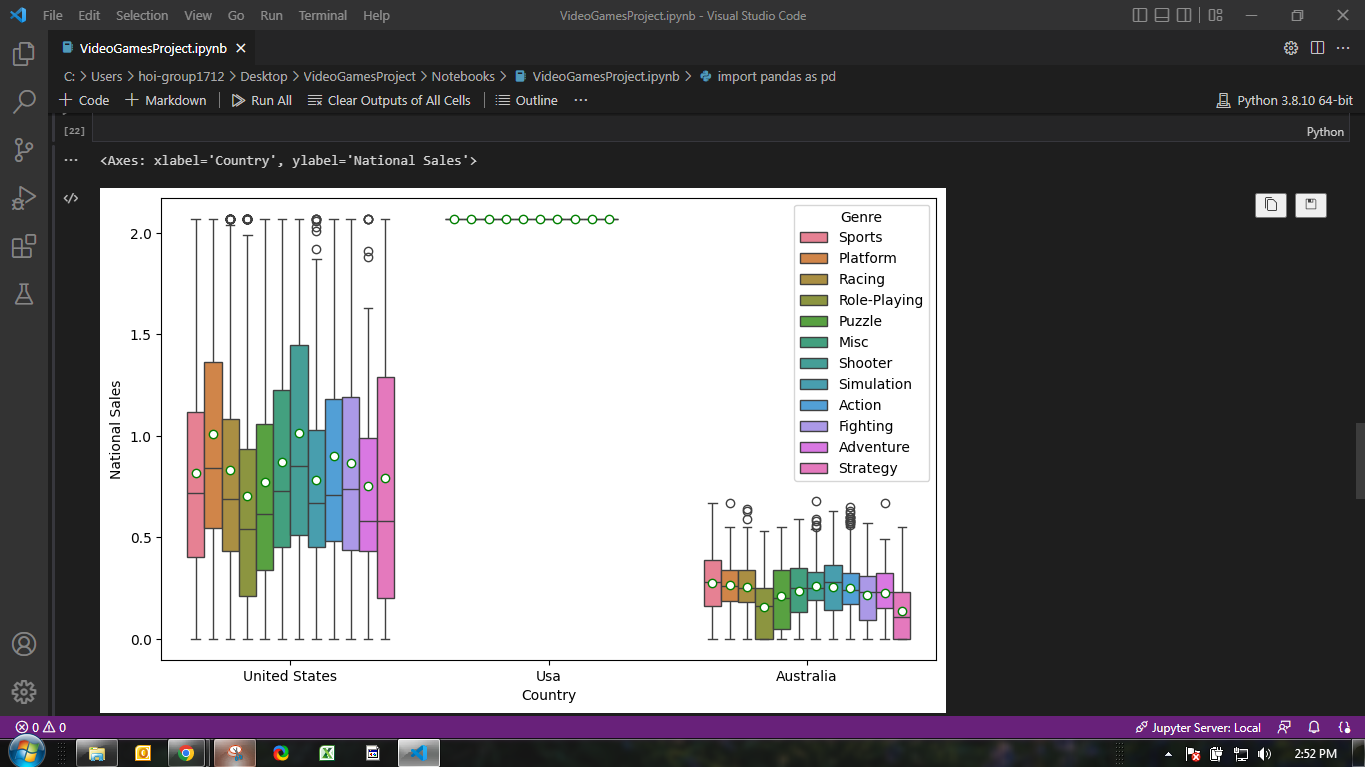 File Edit Selection View Go Run Terminal Help VideoGamesProject.ipynb - Visual Studio Code
VideoGamesProject.ipynb
C: > Users > hoi-group1712 > Desktop > VideoGamesProject > Notebooks > VideoGamesProject.ipynb > import pandas as pd
+ Code + Markdown Run All Clear Outputs of All Cells Outline ... Python 3.8.10 64-bit
[22] Python
<Axes: xlabel='Country', ylabel='National Sales'>
National Sales
2.0
1.5
1.0
0.5
0.0
Genre
Sports
Platform
Racing
Role-Playing
Puzzle
Misc
Shooter
Simulation
Action
Fighting
Adventure
Strategy
United States Usa Australia
Country
0 0 Jupyter Server: Local
2:52 PM